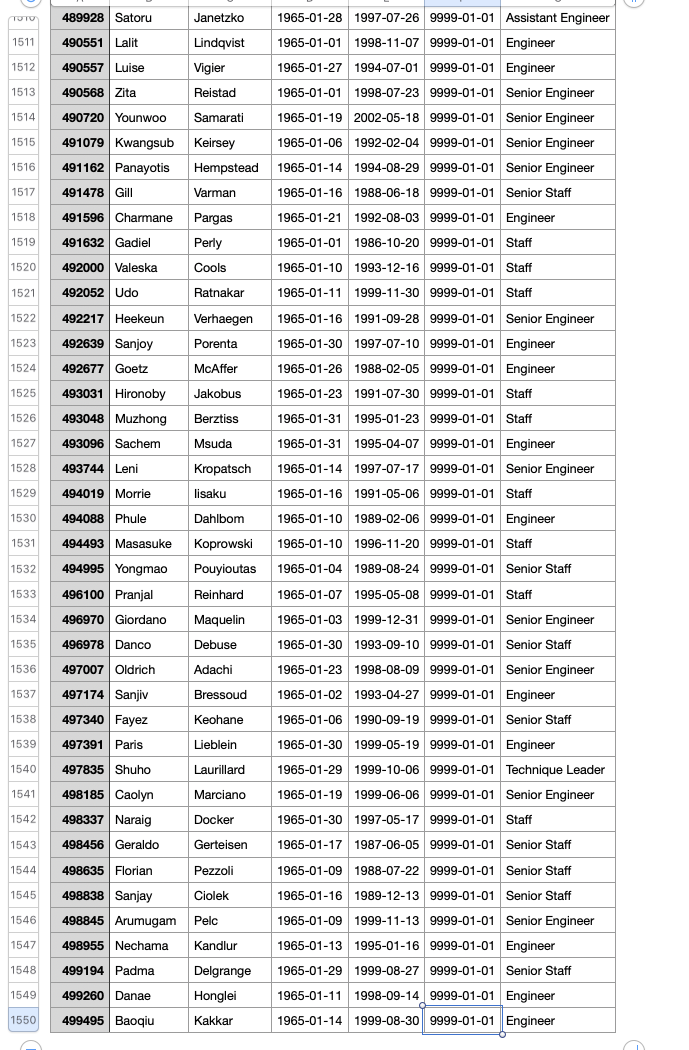 1510 489928 Satoru Janetzko 1965-01-28 1997-07-26 9999-01-01 Assistant Engineer
1511 490551 Lalit Lindqvist 1965-01-01 1998-11-07 9999-01-01 Engineer
1512 490557 Luise Vigier 1965-01-27 1994-07-01 9999-01-01 Engineer
1513 490568 Zita Reistad 1965-01-01 1998-07-23 9999-01-01 Senior Engineer
1514 490720 Younwoo Samarati 1965-01-19 2002-05-18 9999-01-01 Senior Engineer
1515 491079 Kwangsub Keirsey 1965-01-06 1992-02-04 9999-01-01 Senior Engineer
1516 491162 Panayotis Hempstead 1965-01-14 1994-08-29 9999-01-01 Senior Engineer
1517 491478 Gill Varman 1965-01-16 1988-06-18 9999-01-01 Senior Staff
1518 491596 Charmane Pargas 1965-01-21 1992-08-03 9999-01-01 Engineer
1519 491632 Gadiel Perly 1965-01-01 1986-10-20 9999-01-01 Staff
1520 492000 Valeska Cools 1965-01-10 1993-12-16 9999-01-01 Staff
1521 492052 Udo Ratnakar 1965-01-11 1999-11-30 9999-01-01 Staff
1522 492217 Heekeun Verhaegen 1965-01-16 1991-09-28 9999-01-01 Senior Engineer
1523 492639 Sanjoy Porenta 1965-01-30 1997-07-10 9999-01-01 Engineer
1524 492677 Goetz McAffer 1965-01-26 1988-02-05 9999-01-01 Engineer
1525 493031 Hironoby Jakobus 1965-01-23 1991-07-30 9999-01-01 Staff
1526 493048 Muzhong Berztiss 1965-01-31 1995-01-23 9999-01-01 Staff
1527 493096 Sachem Msuda 1965-01-31 1995-04-07 9999-01-01 Engineer
1528 493744 Leni Kropatsch 1965-01-14 1997-07-17 9999-01-01 Senior Engineer
1529 494019 Morrie Iisaku 1965-01-16 1991-05-06 9999-01-01 Staff
1530 494088 Phule Dahlbom 1965-01-10 1989-02-06 9999-01-01 Engineer
1531 494493 Masasuke Koprowski 1965-01-10 1996-11-20 9999-01-01 Staff
1532 494995 Yongmao Pouyioutas 1965-01-04 1989-08-24 9999-01-01 Senior Staff
1533 496100 Pranjal Reinhard 1965-01-07 1995-05-08 9999-01-01 Staff
1534 496970 Giordano Maquelin 1965-01-03 1999-12-31 9999-01-01 Senior Engineer
1535 496978 Danco Debuse 1965-01-30 1993-09-10 9999-01-01 Senior Staff
1536 497007 Oldrich Adachi 1965-01-23 1998-08-09 9999-01-01 Senior Engineer
1537 497174 Sanjiv Bressoud 1965-01-02 1993-04-27 9999-01-01 Engineer
1538 497340 Fayez Keohane 1965-01-06 1990-09-19 9999-01-01 Senior Staff
1539 497391 Paris Lieblein 1965-01-30 1999-05-19 9999-01-01 Engineer
1540 497835 Shuho Laurillard 1965-01-29 1999-10-06 9999-01-01 Technique Leader
1541 498185 Caolyn Marciano 1965-01-19 1999-06-06 9999-01-01 Senior Engineer
1542 498337 Naraig Docker 1965-01-30 1997-05-17 9999-01-01 Staff
1543 498456 Geraldo Gerteisen 1965-01-17 1987-06-05 9999-01-01 Senior Staff
1544 498635 Florian Pezzoli 1965-01-09 1988-07-22 9999-01-01 Senior Staff
1545 498838 Sanjay Ciolek 1965-01-16 1989-12-13 9999-01-01 Senior Staff
1546 498845 Arumugam Pelc 1965-01-09 1999-11-13 9999-01-01 Senior Engineer
1547 498955 Nechama Kandlur 1965-01-13 1995-01-16 9999-01-01 Engineer
1548 499194 Padma Delgrange 1965-01-29 1999-08-27 9999-01-01 Senior Staff
1549 499260 Danae Honglei 1965-01-11 1998-09-14 9999-01-01 Engineer
1550 499495 Baoqiu Kakkar 1965-01-14 1999-08-30 9999-01-01 Engineer